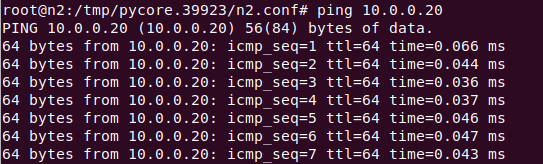 root@n2:/tmp/pycore.39923/n2.conf# ping 10.0.0.20
PING 10.0.0.20 (10.0.0.20) 56(84) bytes of data.
64 bytes from 10.0.0.20: icmp_seq=1 ttl=64 time=0.066 ms
64 bytes from 10.0.0.20: icmp_seq=2 ttl=64 time=0.044 ms
64 bytes from 10.0.0.20: icmp_seq=3 ttl=64 time=0.036 ms
64 bytes from 10.0.0.20: icmp_seq=4 ttl=64 time=0.037 ms
64 bytes from 10.0.0.20: icmp_seq=5 ttl=64 time=0.046 ms
64 bytes from 10.0.0.20: icmp_seq=6 ttl=64 time=0.047 ms
64 bytes from 10.0.0.20: icmp_seq=7 ttl=64 time=0.043 ms